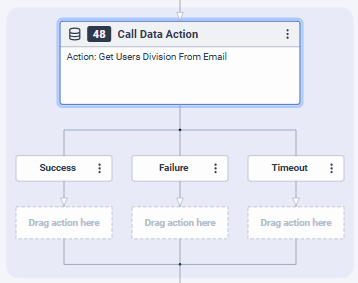 48 Call Data Action
Action: Get Users Division From Email
Success Failure Timeout
Drag action here Drag action here Drag action here